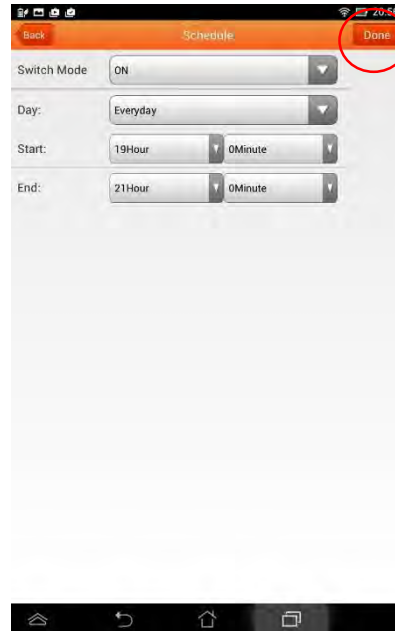 Back Schedule Done
Switch Mode ON
Day: Everyday
Start: 19Hour 0Minute
End: 21Hour 0Minute